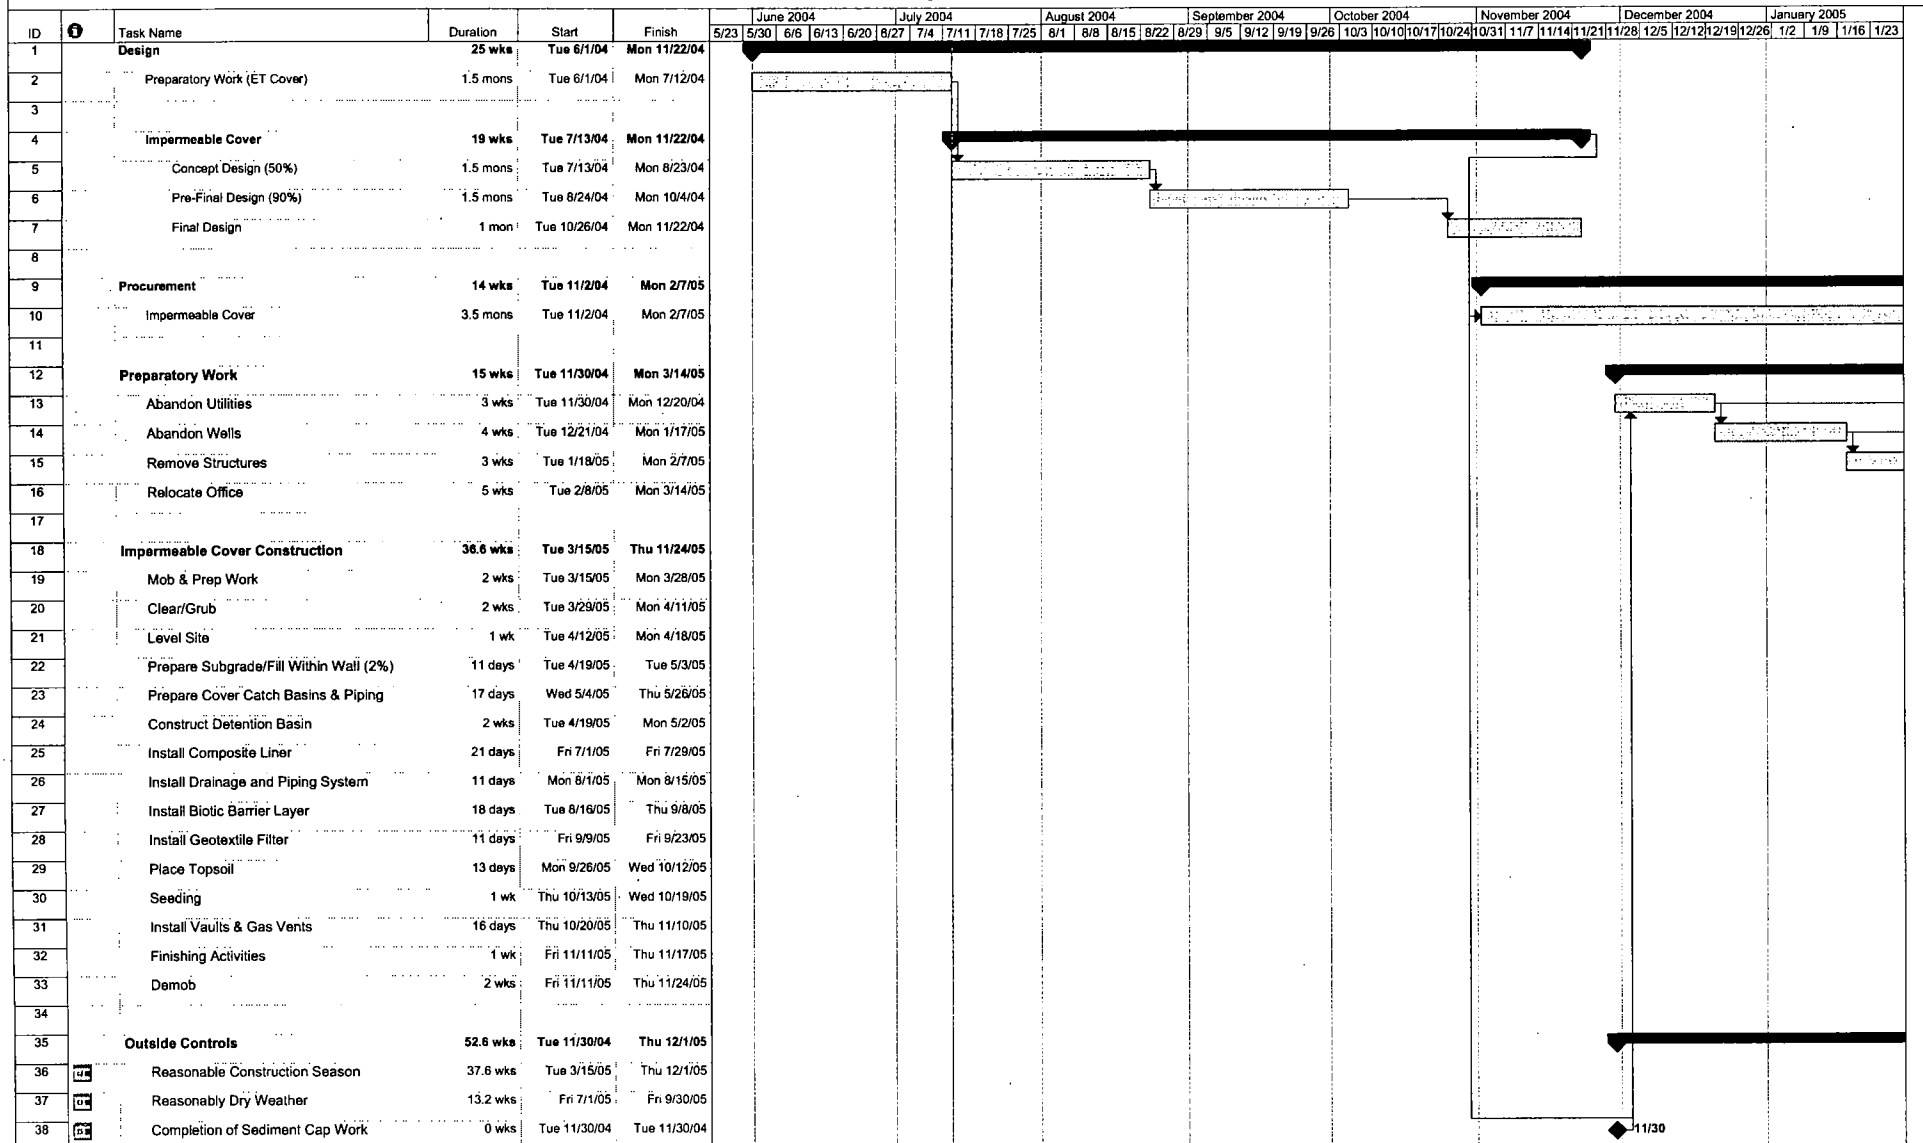 June 2004 July 2004 August 2004 September 2004 October 2004 November 2004 December 2004 January 2005
ID Task Name Duration Start Finish 5/23 5/30 6/6 6/13 6/20 6/27 7/4 7/11 7/18 7/25 8/1 8/8 8/15 8/22 8/29 9/5 9/12 9/19 9/26 10/3 10/10 10/17 10/24 10/31 11/7 11/14 11/21 11/28 12/5 12/12 12/19 12/26 1/2 1/9 1/16 1/23
1 Design 25 wks Tue 6/1/04 Mon 11/22/04
2 Preparatory Work (ET Cover) 1.5 mons Tue 6/1/04 Mon 7/12/04
3
4 Impermeable Cover 19 wks Tue 7/13/04 Mon 11/22/04
5 Concept Design (50%) 1.5 mons Tue 7/13/04 Mon 8/23/04
6 Pre-Final Design (90%) 1.5 mons Tue 8/24/04 Mon 10/4/04
7 Final Design 1 mon Tue 10/26/04 Mon 11/22/04
8
9 Procurement 14 wks Tue 11/2/04 Mon 2/7/05
10 Impermeable Cover 3.5 mons Tue 11/2/04 Mon 2/7/05
11
12 Preparatory Work 15 wks Tue 11/30/04 Mon 3/14/05
13 Abandon Utilities 3 wks Tue 11/30/04 Mon 12/20/04
14 Abandon Wells 4 wks Tue 12/21/04 Mon 1/17/05
15 Remove Structures 3 wks Tue 1/18/05 Mon 2/7/05
16 Relocate Office 5 wks Tue 2/8/05 Mon 3/14/05
17
18 Impermeable Cover Construction 36.6 wks Tue 3/15/05 Thu 11/24/05
19 Mob & Prep Work 2 wks Tue 3/15/05 Mon 3/28/05
20 Clear/Grub 2 wks Tue 3/29/05 Mon 4/11/05
21 Level Site 1 wk Tue 4/12/05 Mon 4/18/05
22 Prepare Subgrade/Fill Within Wall (2%) 11 days Tue 4/19/05 Tue 5/3/05
23 Prepare Cover Catch Basins & Piping 17 days Wed 5/4/05 Thu 5/26/05
24 Construct Detention Basin 2 wks Tue 4/19/05 Mon 5/2/05
25 Install Composite Liner 21 days Fri 7/1/05 Fri 7/29/05
26 Install Drainage and Piping System 11 days Mon 8/1/05 Mon 8/15/05
27 Install Biotic Barrier Layer 18 days Tue 8/16/05 Thu 9/8/05
28 Install Geotextile Filter 11 days Fri 9/9/05 Fri 9/23/05
29 Place Topsoil 13 days Mon 9/26/05 Wed 10/12/05
30 Seeding 1 wk Thu 10/13/05 Wed 10/19/05
31 Install Vaults & Gas Vents 16 days Thu 10/20/05 Thu 11/10/05
32 Finishing Activities 1 wk Fri 11/11/05 Thu 11/17/05
33 Demob 2 wks Fri 11/11/05 Thu 11/24/05
34
35 Outside Controls 52.6 wks Tue 11/30/04 Thu 12/1/05
36 Reasonable Construction Season 37.6 wks Tue 3/15/05 Thu 12/1/05
37 Reasonably Dry Weather 13.2 wks Fri 7/1/05 Fri 9/30/05
38 Completion of Sediment Cap Work 0 wks Tue 11/30/04 Tue 11/30/04 11/30